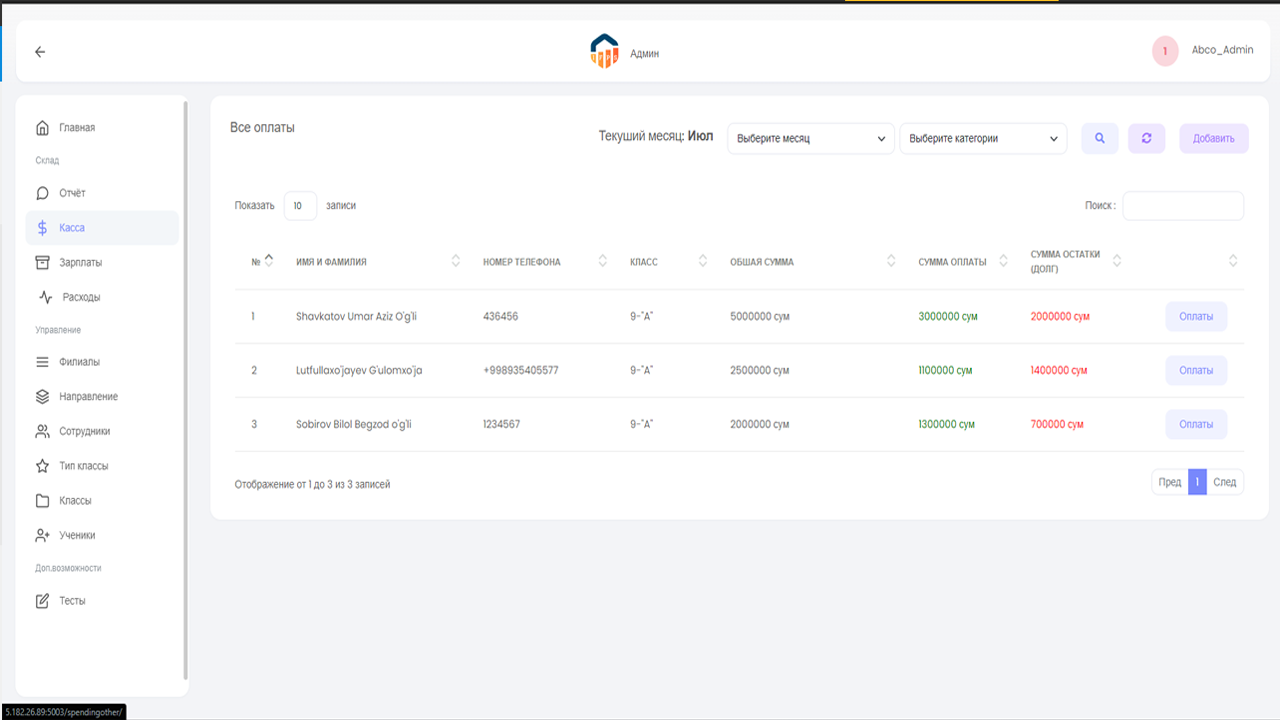 Админ
1
Abco_Admin
Главная
Склад
Отчёт
Касса
Зарплаты
Расходы
Управление
Филиалы
Направление
Сотрудники
Тип классы
Классы
Ученики
Доп.возможности
Тесты
Все оплаты
Текуший месяц: Июл
Выберите месяц
Выберите категории
Добавить
Показать 10 записи
Поиск :
№ ИМЯ И ФАМИЛИЯ НОМЕР ТЕЛЕФОНА КЛАСС ОБШАЯ СУММА СУММА ОПЛАТЫ СУММА ОСТАТКИ (ДОЛГ)
1 Shavkatov Umar Aziz O'g'li 436456 9-"A" 5000000 сум 3000000 сум 2000000 сум Оплаты
2 Lutfullaxo'jayev G'ulomxo'ja +998935405577 9-"A" 2500000 сум 1100000 сум 1400000 сум Оплаты
3 Sobirov Bilol Begzod o'g'li 1234567 9-"A" 2000000 сум 1300000 сум 700000 сум Оплаты
Отображение от 1 до 3 из 3 записей
Пред 1 След
5.182.26.89:5003/spendingother/